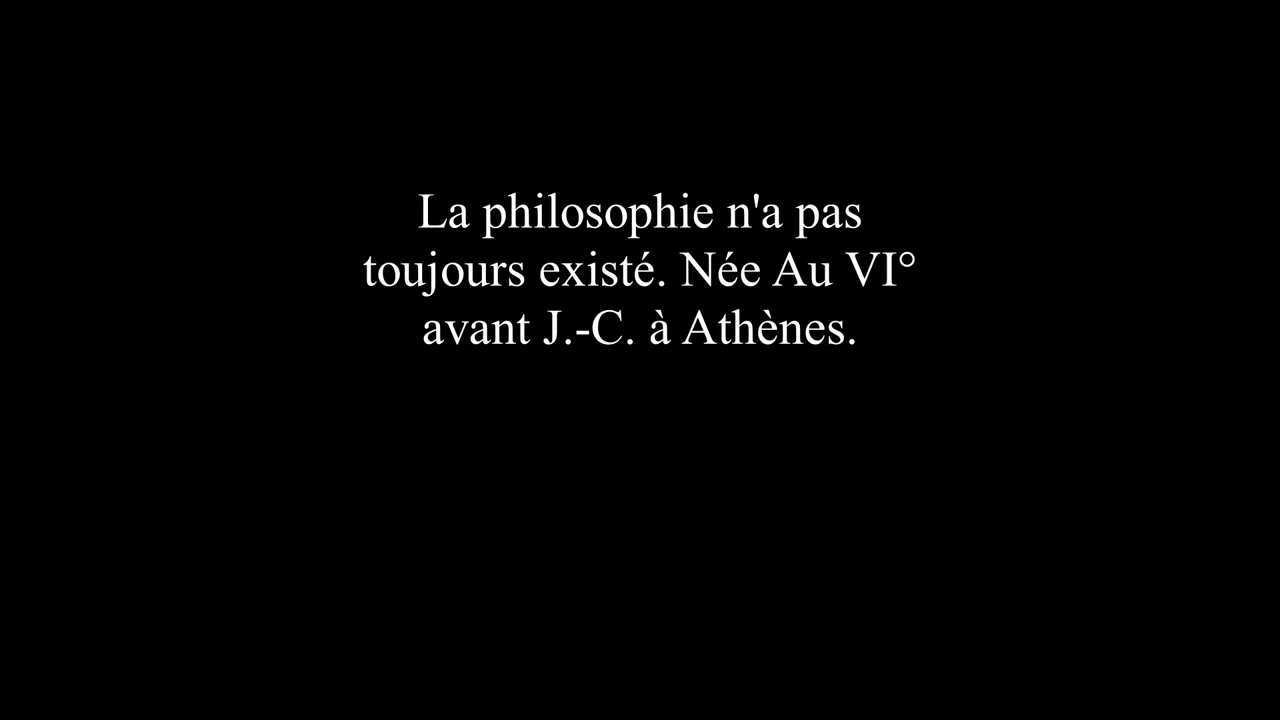 La philosophie n'a pas
toujours existé. Née Au VI°
avant J.-C. à Athènes.